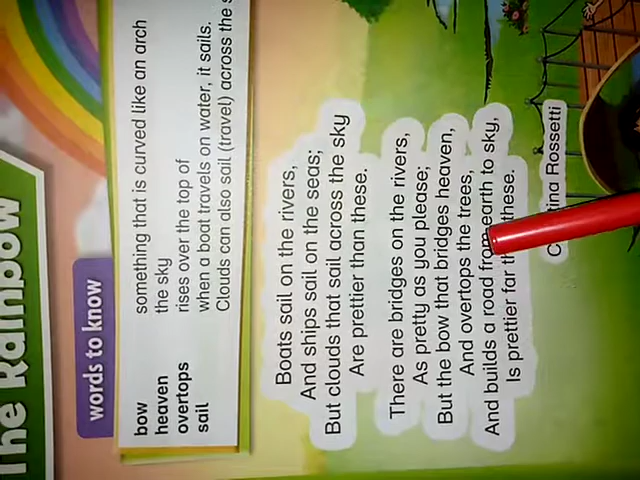 The Rainbow
words to know
bow something that is curved like an arch
heaven the sky
overtops rises over the top of
sail when a boat travels on water, it sails.
Clouds can also sail (travel) across the
Boats sail on the rivers,
And ships sail on the seas;
But clouds that sail across the sky
Are prettier than these.
There are bridges on the rivers,
As pretty as you please;
But the bow that bridges heaven,
And overtops the trees,
And builds a road from earth to sky,
Is prettier far these.
Rossetti